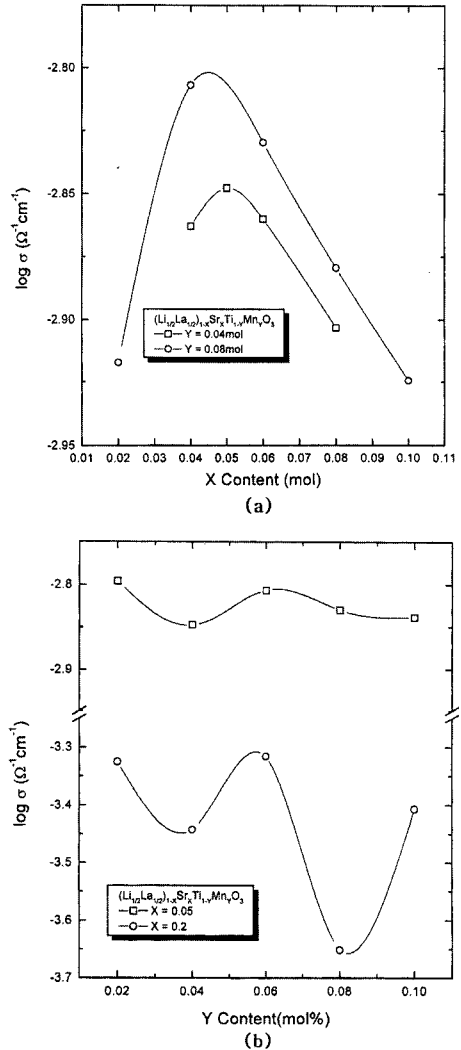 (a)
-2.80
-2.85
-2.90
-2.95
log σ (Ω⁻¹cm⁻¹)
(Li₁/₂La₁/₂)₁₋ₓSrₓTi₁₋YMnYO₃
Y = 0.04mol
Y = 0.08mol
0.01 0.02 0.03 0.04 0.05 0.06 0.07 0.08 0.09 0.10 0.11
X Content (mol)
(a)
-2.8
-2.9
-3.3
-3.4
-3.5
-3.6
-3.7
log σ (Ω⁻¹cm⁻¹)
(Li₁/₂La₁/₂)₁₋ₓSrₓTi₁₋YMnYO₃
X = 0.05
X = 0.2
0.02 0.04 0.06 0.08 0.10
Y Content(mol%)
(b)